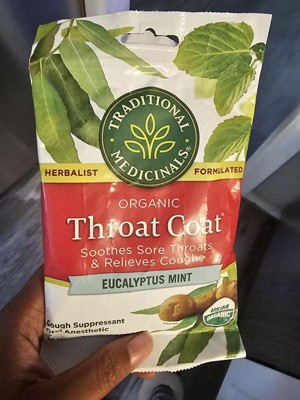 TRADITIONAL
MEDICINALS®
HERBALIST
FORMULATED
ORGANIC
Throat Coat®
Soothes Sore Throats
& Relieves Coughs
EUCALYPTUS MINT
Cough Suppressant
Oral Anesthetic
USDA
ORGANIC